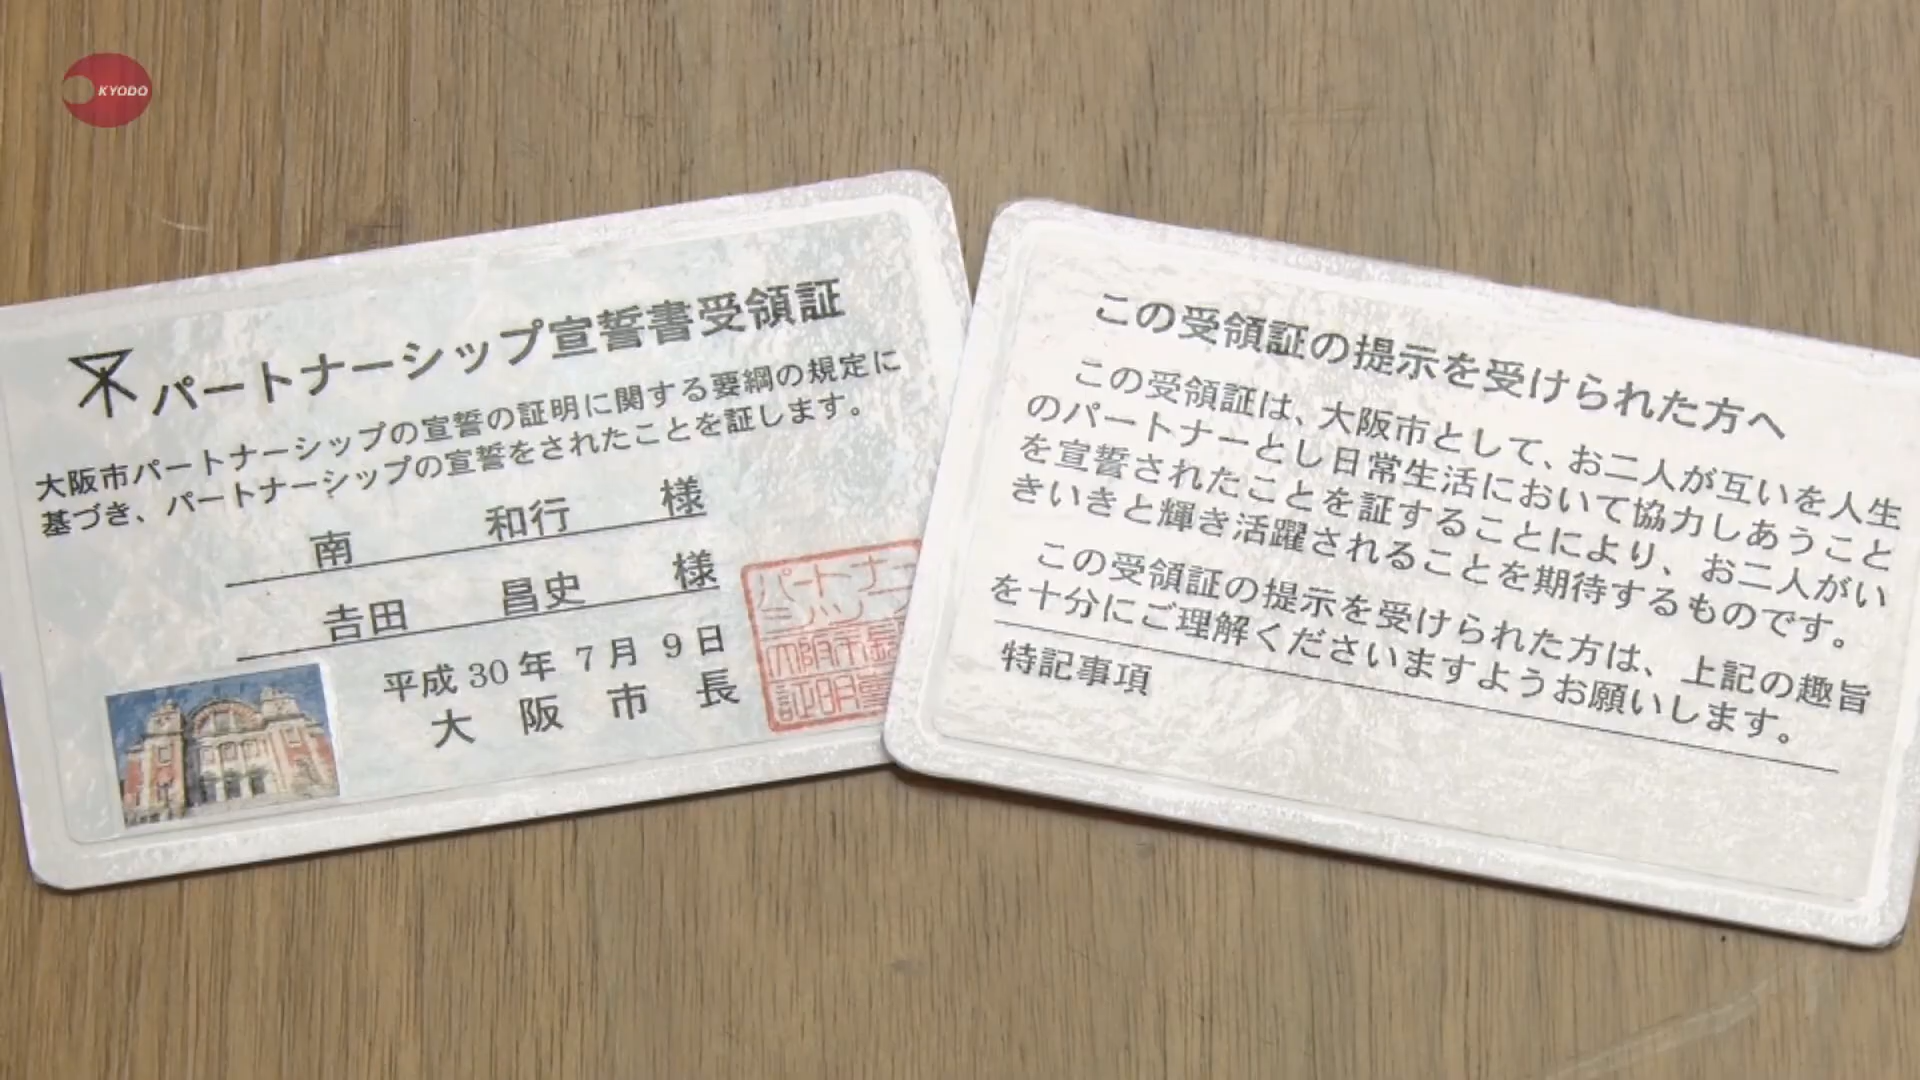 KYODO
パートナーシップ宣誓書受領証
大阪市パートナーシップの宣誓の証明に関する要綱の規定に
基づき、パートナーシップの宣誓をされたことを証します。
南 和行 様
𠮷田 昌史 様
平成30年7月9日
大阪市長
この受領証の提示を受けられた方へ
この受領証は、大阪市として、お二人が互いを人生
のパートナーとし日常生活において協力しあうこと
を宣誓されたことを証することにより、お二人がい
きいきと輝き活躍されることを期待するものです。
この受領証の提示を受けられた方は、上記の趣旨
を十分にご理解くださいますようお願いします。
特記事項